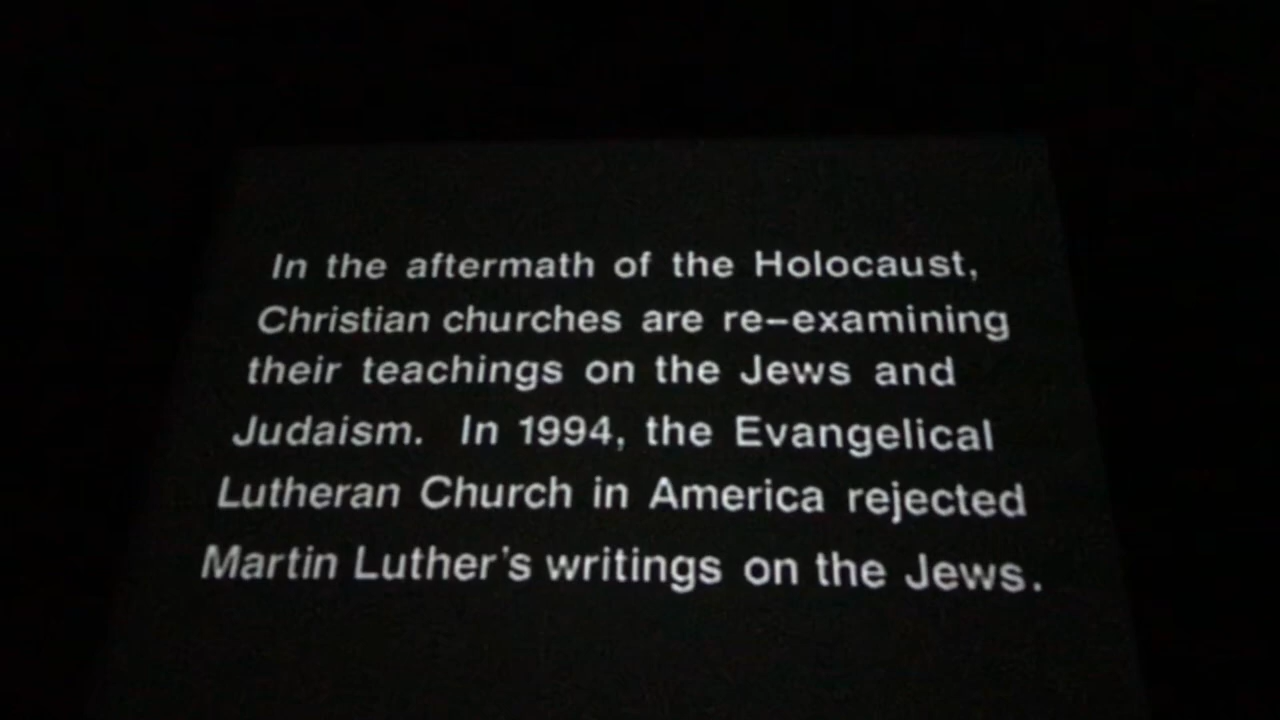 In the aftermath of the Holocaust,
Christian churches are re-examining
their teachings on the Jews and
Judaism. In 1994, the Evangelical
Lutheran Church in America rejected
Martin Luther's writings on the Jews.